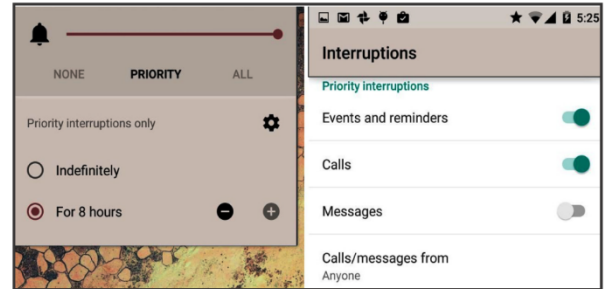 NONE PRIORITY ALL
Priority interruptions only
Indefinitely
For 8 hours
5:25
Interruptions
Priority interruptions
Events and reminders
Calls
Messages
Calls/messages from
Anyone